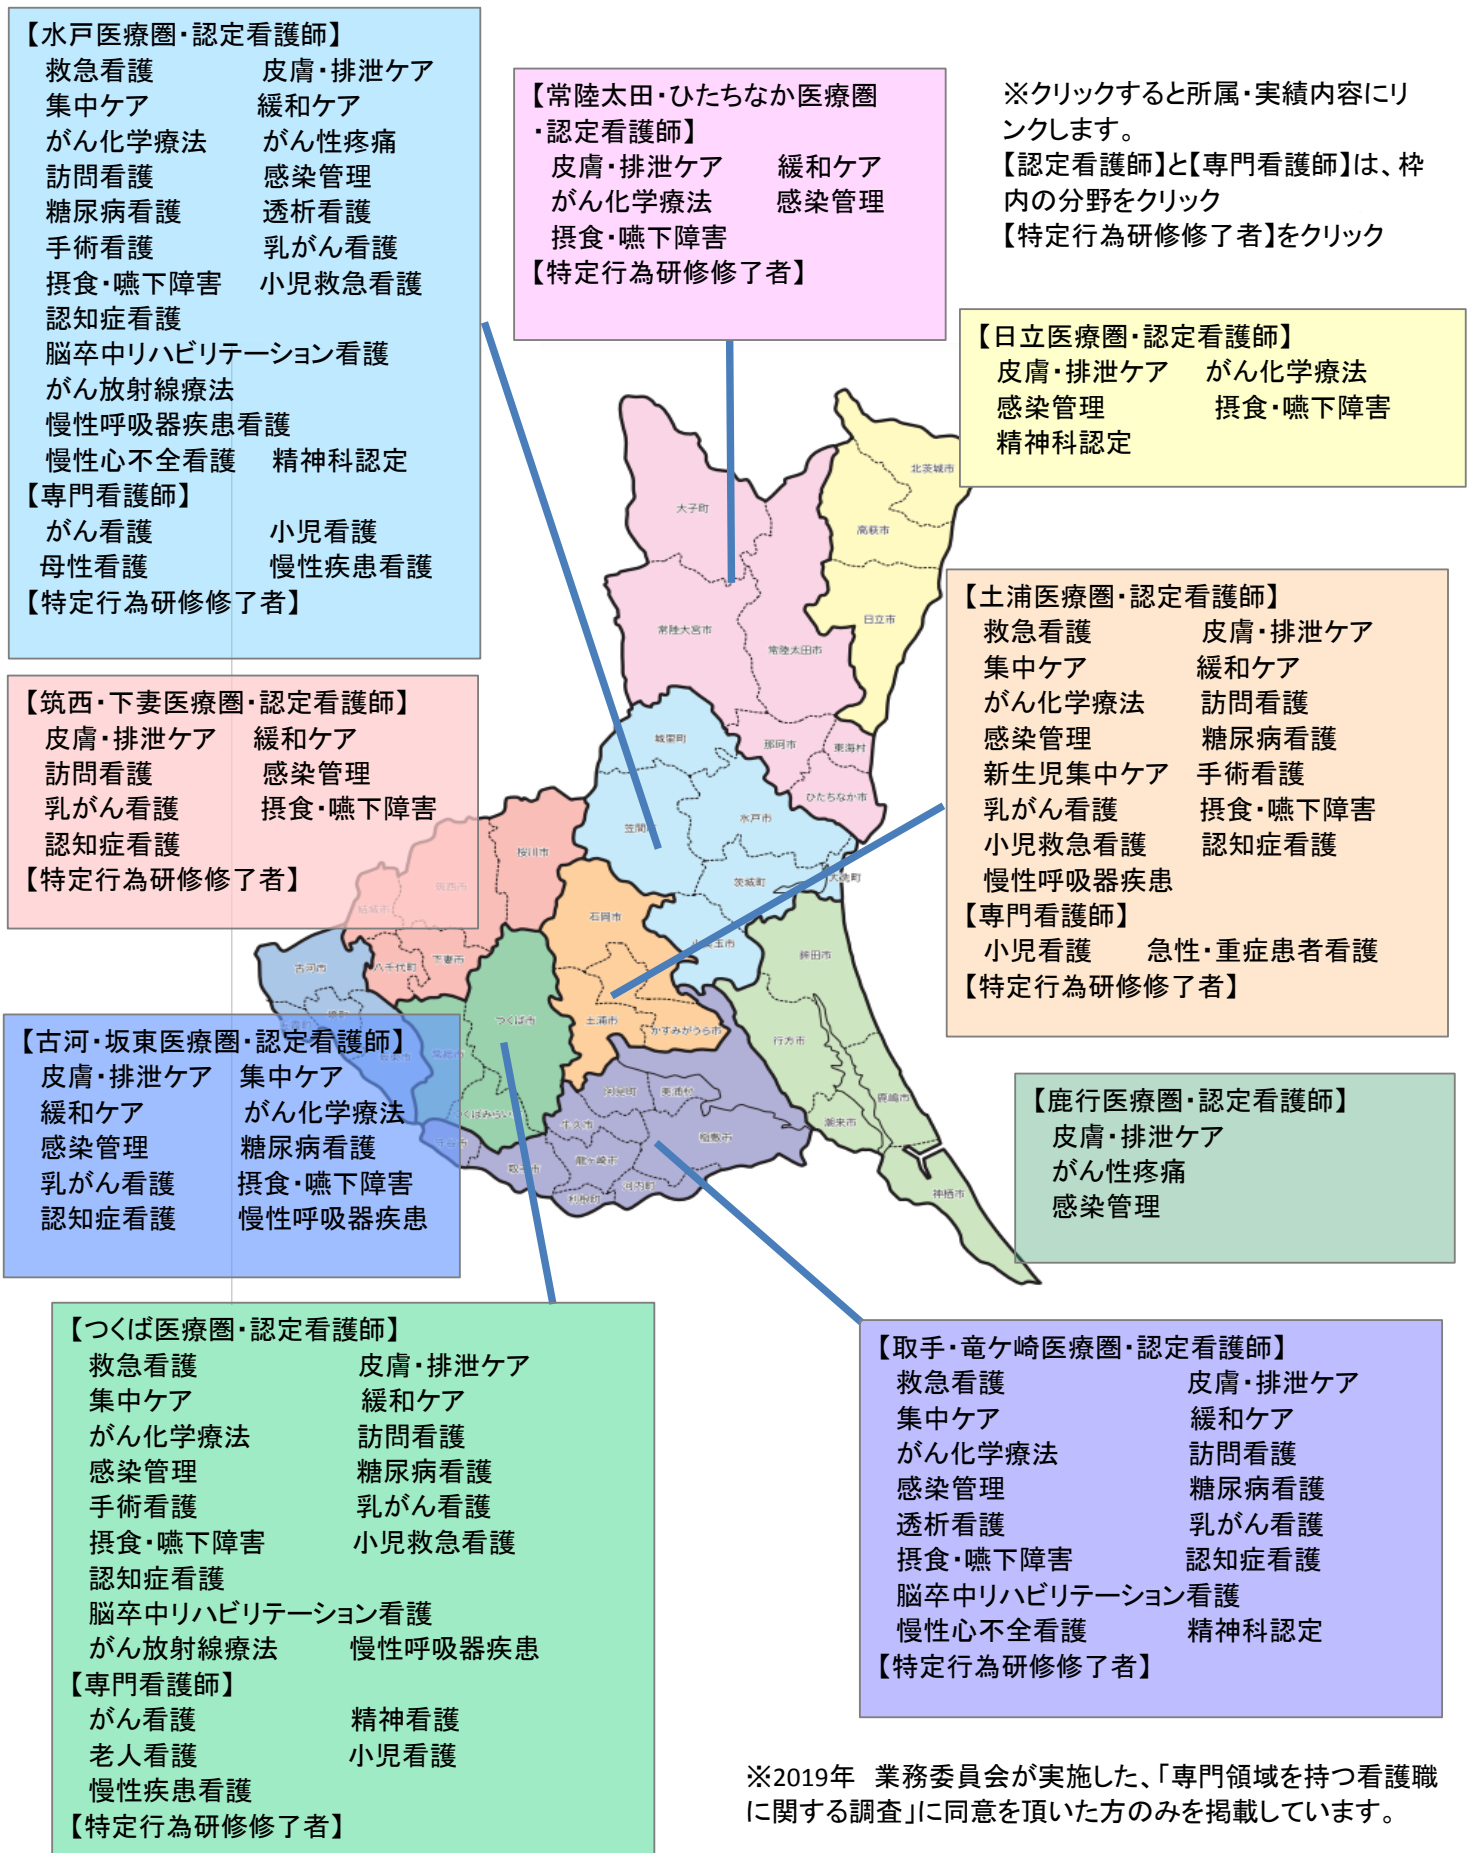 【水戸医療圏・認定看護師】
救急看護　皮膚・排泄ケア
集中ケア　緩和ケア
がん化学療法　がん性疼痛
訪問看護　感染管理
糖尿病看護　透析看護
手術看護　乳がん看護
摂食・嚥下障害　小児救急看護
認知症看護
脳卒中リハビリテーション看護
がん放射線療法
慢性呼吸器疾患看護
慢性心不全看護　精神科認定
【専門看護師】
がん看護　小児看護
母性看護　慢性疾患看護
【特定行為研修修了者】
【常陸太田・ひたちなか医療圏
・認定看護師】
皮膚・排泄ケア　緩和ケア
がん化学療法　感染管理
摂食・嚥下障害
【特定行為研修修了者】
※クリックすると所属・実績内容にリ
ンクします。
【認定看護師】と【専門看護師】は、枠
内の分野をクリック
【特定行為研修修了者】をクリック
【日立医療圏・認定看護師】
皮膚・排泄ケア　がん化学療法
感染管理　摂食・嚥下障害
精神科認定
【土浦医療圏・認定看護師】
救急看護　皮膚・排泄ケア
集中ケア　緩和ケア
がん化学療法　訪問看護
感染管理　糖尿病看護
新生児集中ケア　手術看護
乳がん看護　摂食・嚥下障害
小児救急看護　認知症看護
慢性呼吸器疾患
【専門看護師】
小児看護　急性・重症患者看護
【特定行為研修修了者】
【筑西・下妻医療圏・認定看護師】
皮膚・排泄ケア　緩和ケア
訪問看護　感染管理
乳がん看護　摂食・嚥下障害
認知症看護
【特定行為研修修了者】
【古河・坂東医療圏・認定看護師】
皮膚・排泄ケア　集中ケア
緩和ケア　がん化学療法
感染管理　糖尿病看護
乳がん看護　摂食・嚥下障害
認知症看護　慢性呼吸器疾患
【鹿行医療圏・認定看護師】
皮膚・排泄ケア
がん性疼痛
感染管理
【つくば医療圏・認定看護師】
救急看護　皮膚・排泄ケア
集中ケア　緩和ケア
がん化学療法　訪問看護
感染管理　糖尿病看護
手術看護　乳がん看護
摂食・嚥下障害　小児救急看護
認知症看護
脳卒中リハビリテーション看護
がん放射線療法　慢性呼吸器疾患
【専門看護師】
がん看護　精神看護
老人看護　小児看護
慢性疾患看護
【特定行為研修修了者】
【取手・竜ケ崎医療圏・認定看護師】
救急看護　皮膚・排泄ケア
集中ケア　緩和ケア
がん化学療法　訪問看護
感染管理　糖尿病看護
透析看護　乳がん看護
摂食・嚥下障害　認知症看護
脳卒中リハビリテーション看護
慢性心不全看護　精神科認定
【特定行為研修修了者】
※2019年　業務委員会が実施した、「専門領域を持つ看護職
に関する調査」に同意を頂いた方のみを掲載しています。
北茨城市
大子町
高萩市
日立市
常陸大宮市
常陸太田市
城里町
那珂市
東海村
ひたちなか市
水戸市
桜川市
筑西市
結城市
茨城町
大洗町
石岡市
下妻市
八千代町
古河市
鉾田市
つくば市
土浦市
かすみがうら市
行方市
美浦村
鹿嶋市
潮来市
牛久市
稲敷市
龍ケ崎市
河内町
利根町
神栖市